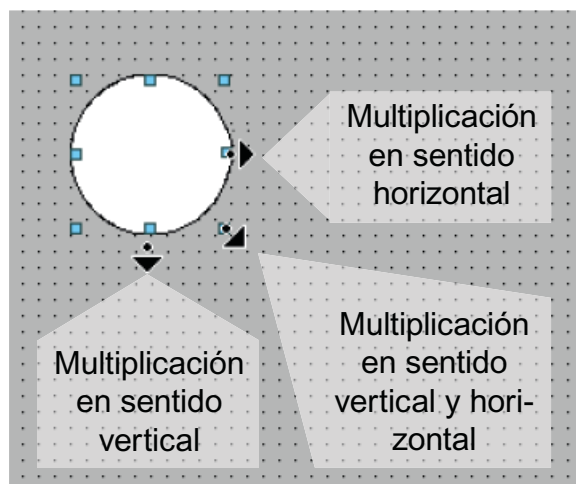 Multiplicación
en sentido
horizontal
Multiplicación
en sentido
vertical
Multiplicación
en sentido
vertical y hori-
zontal